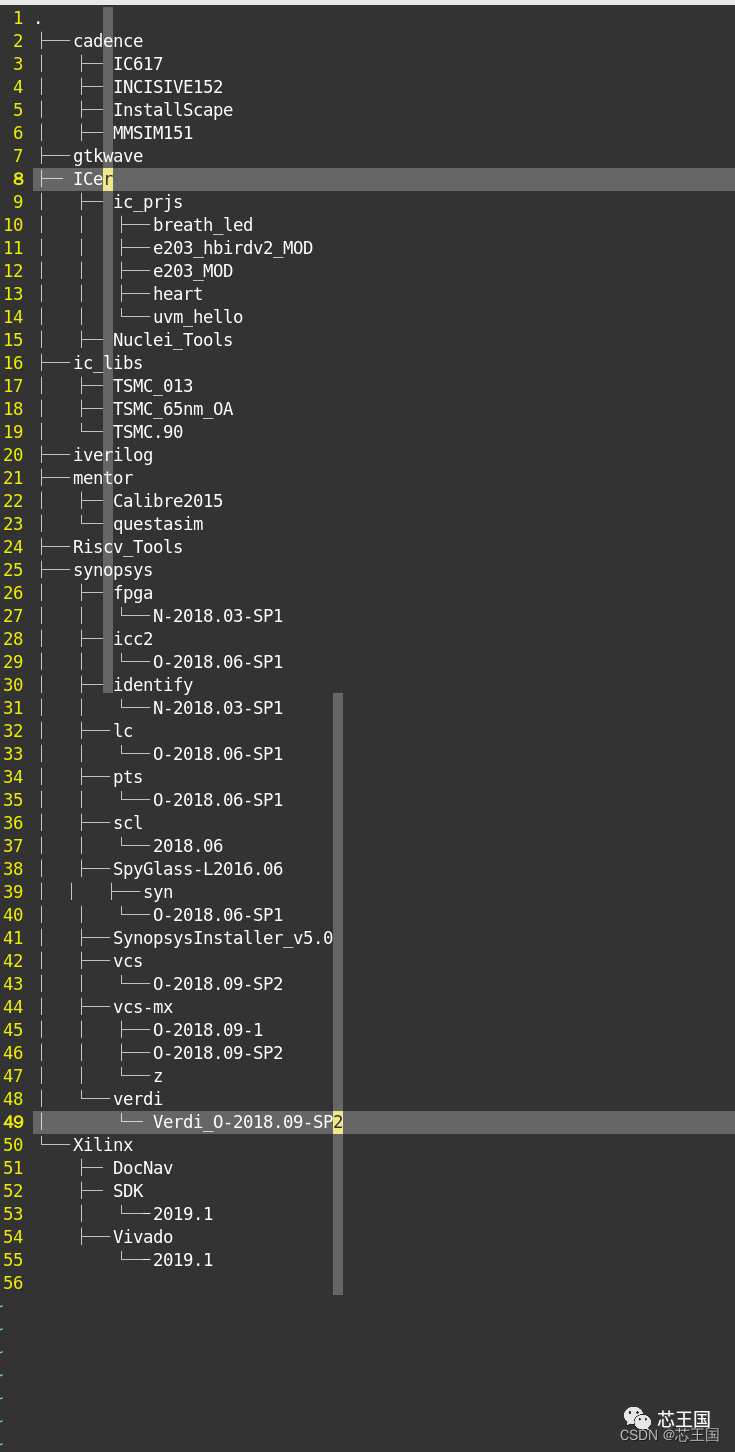 1 .
2 ├──cadence
3 │   ├──IC617
4 │   ├──INCISIVE152
5 │   ├──InstallScape
6 │   ├──MMSIM151
7 ├──gtkwave
8 ├── ICer
9 │   ├──ic_prjs
10 │   │   ├──breath_led
11 │   │   ├──e203_hbirdv2_MOD
12 │   │   ├──e203_MOD
13 │   │   ├──heart
14 │   │   └──uvm_hello
15 │   ├──Nuclei_Tools
16 ├──ic_libs
17 │   ├──TSMC_013
18 │   ├──TSMC_65nm_OA
19 │   └──TSMC.90
20 ├──iverilog
21 ├──mentor
22 │   ├──Calibre2015
23 │   └──questasim
24 ├──Riscv_Tools
25 ├──synopsys
26 │   ├──fpga
27 │   │   └──N-2018.03-SP1
28 │   ├──icc2
29 │   │   └──O-2018.06-SP1
30 │   ├──identify
31 │   │   └──N-2018.03-SP1
32 │   ├──lc
33 │   │   └──O-2018.06-SP1
34 │   ├──pts
35 │   │   └──O-2018.06-SP1
36 │   ├──scl
37 │   │   └──2018.06
38 │   ├──SpyGlass-L2016.06
39 │  │   ├──syn
40 │   │   └──O-2018.06-SP1
41 │   ├──SynopsysInstaller_v5.0
42 │   ├──vcs
43 │   │   └──O-2018.09-SP2
44 │   ├──vcs-mx
45 │   │   ├──O-2018.09-1
46 │   │   ├──O-2018.09-SP2
47 │   │   └──z
48 │   └──verdi
49 │       └── Verdi_O-2018.09-SP2
50 └──Xilinx
51     ├── DocNav
52     ├── SDK
53     │   └──2019.1
54     ├──Vivado
55         └──2019.1
56
~
~
~
~
~
~
~
芯王国
CSDN @芯王国